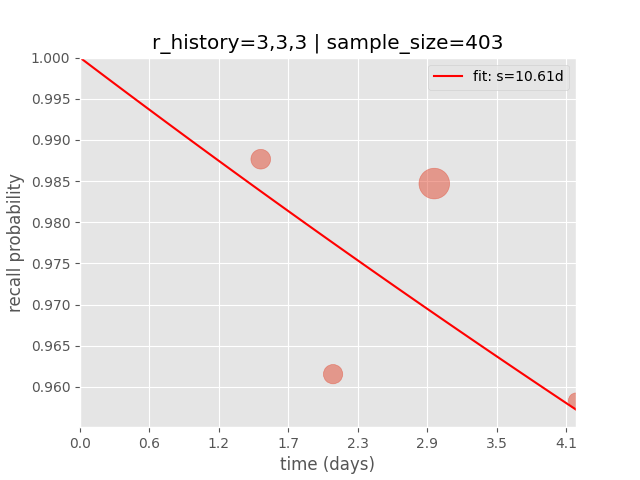 r_history=3,3,3 | sample_size=403
fit: s=10.61d
recall probability
1.000
0.995
0.990
0.985
0.980
0.975
0.970
0.965
0.960
0.0 0.6 1.2 1.7 2.3 2.9 3.5 4.1
time (days)